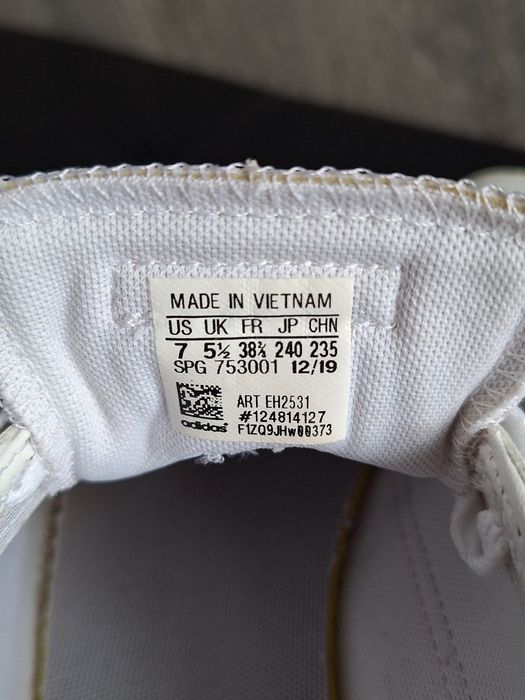 MADE IN VIETNAM
US UK FR JP CHN
7 5½ 38⅔ 240 235
SPG 753001 12/19
ART EH2531
#124814127
adidas F1ZQ9JHw00373